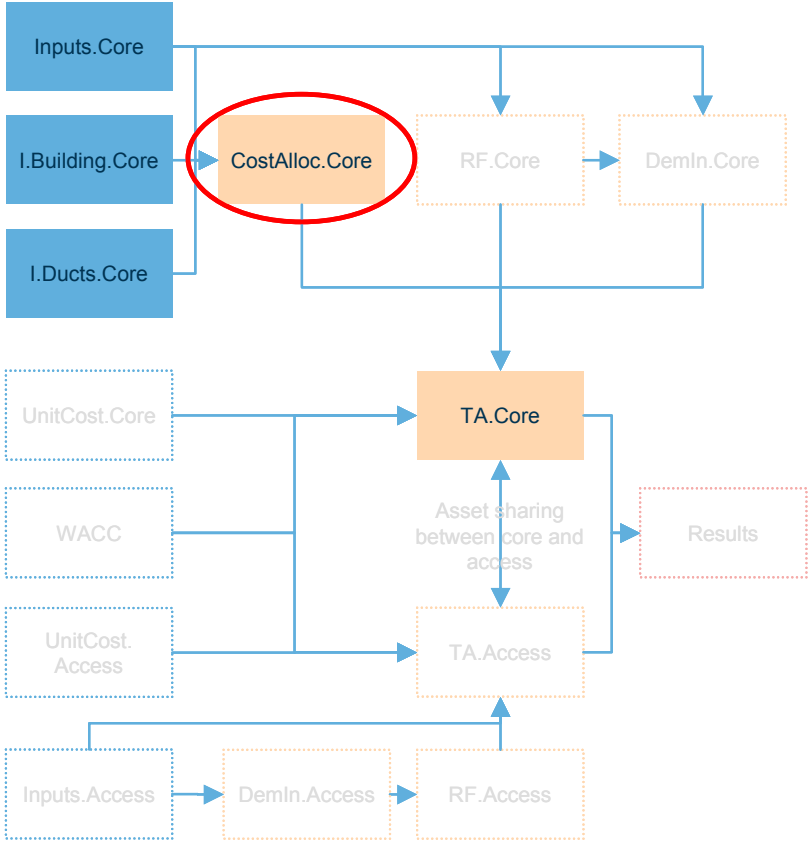 Inputs.Core
I.Building.Core
CostAlloc.Core
RF.Core
DemIn.Core
I.Ducts.Core
UnitCost.Core
TA.Core
WACC
Asset sharing
between core and
access
Results
UnitCost.
Access
TA.Access
Inputs.Access
DemIn.Access
RF.Access